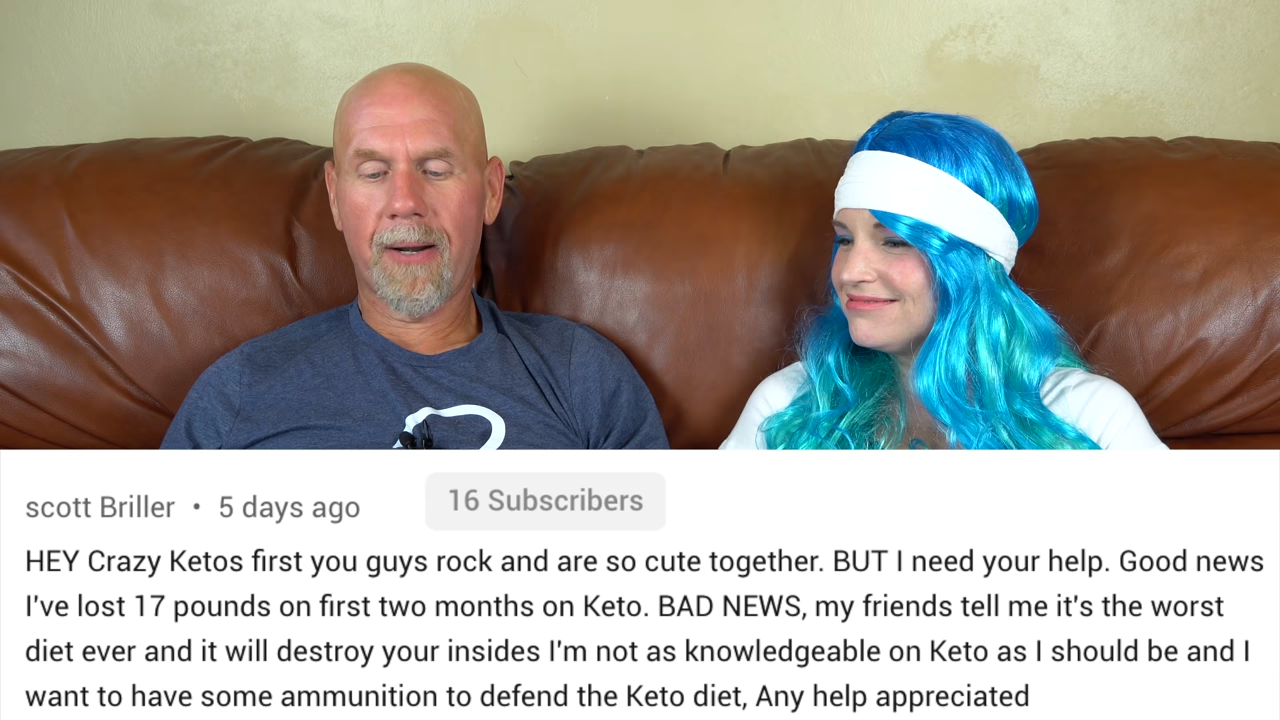 scott Briller • 5 days ago 16 Subscribers
HEY Crazy Ketos first you guys rock and are so cute together. BUT I need your help. Good news
I've lost 17 pounds on first two months on Keto. BAD NEWS, my friends tell me it's the worst
diet ever and it will destroy your insides I'm not as knowledgeable on Keto as I should be and I
want to have some ammunition to defend the Keto diet, Any help appreciated